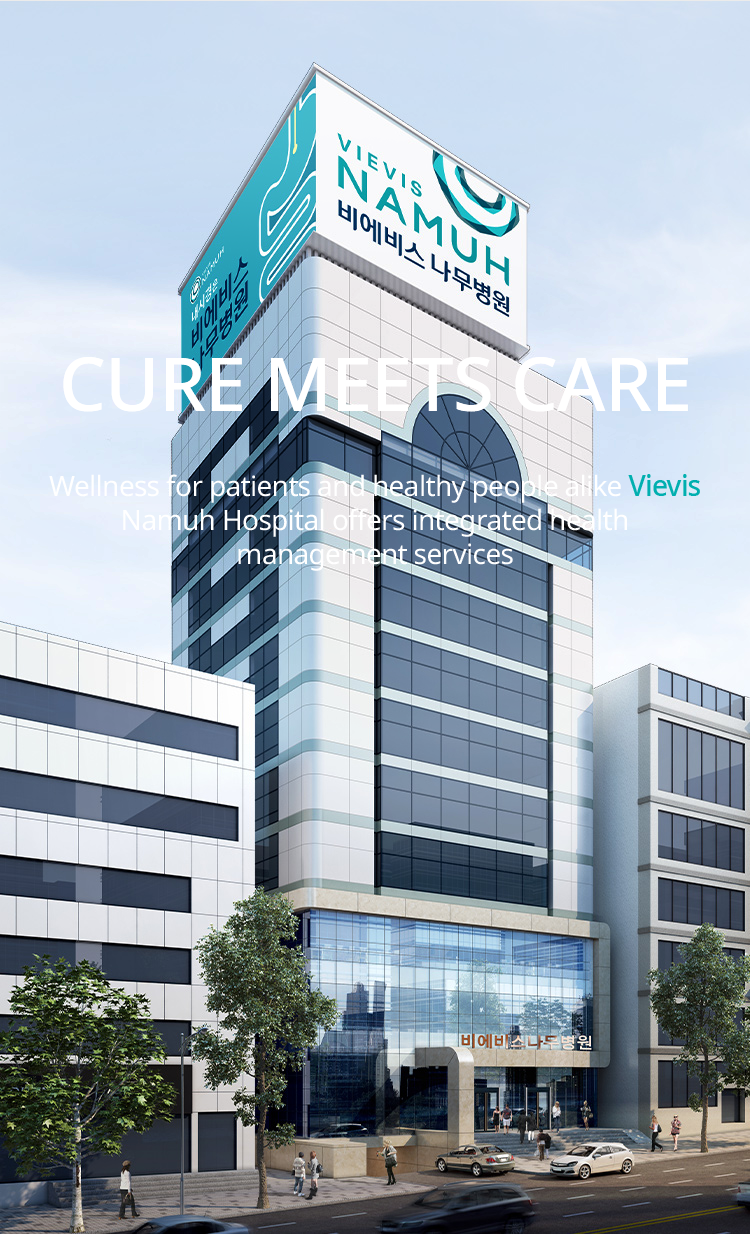 VIEVIS
NAMUH
비에비스 나무병원
NAMUH
내시경은
비에비스
나무병원
CURE MEETS CARE
Wellness for patients and healthy people alike Vievis
Namuh Hospital offers integrated health
management services
비에비스나무병원